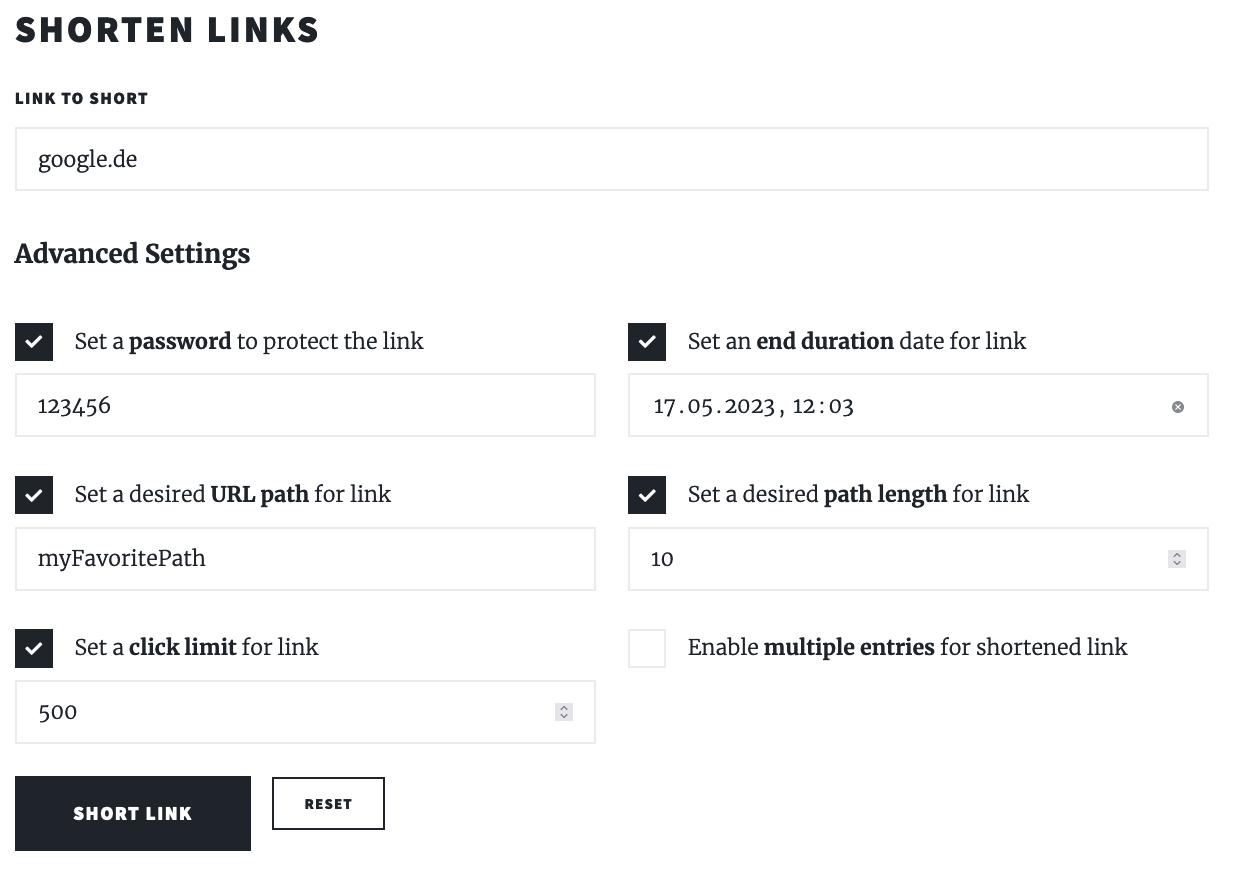 SHORTEN LINKS
LINK TO SHORT
google.de
Advanced Settings
Set a password to protect the link
123456
Set an end duration date for link
17.05.2023, 12:03
Set a desired URL path for link
myFavoritePath
Set a desired path length for link
10
Set a click limit for link
500
Enable multiple entries for shortened link
SHORT LINK
RESET